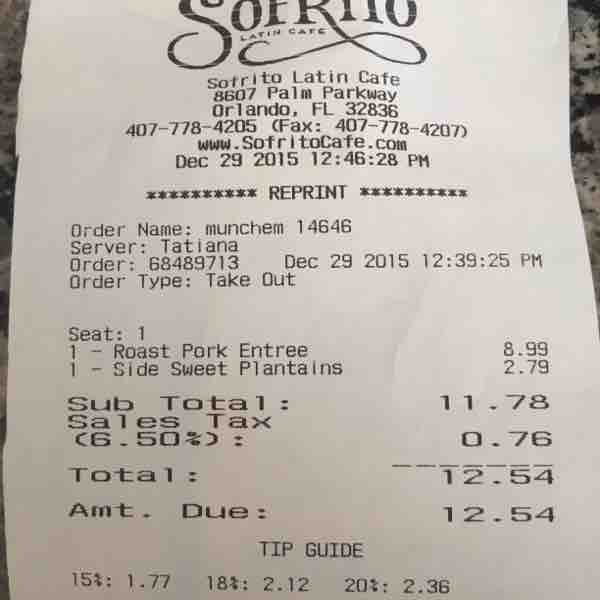 SOFRITO
LATIN CAFE
Sofrito Latin Cafe
8607 Palm Parkway
Orlando, FL 32836
407-778-4205 (Fax: 407-778-4207)
www.SofritoCafe.com
Dec 29 2015 12:46:28 PM
********** REPRINT **********
Order Name: munchem 14646
Server: Tatiana
Order: 68489713 Dec 29 2015 12:39:25 PM
Order Type: Take Out
Seat: 1
1 - Roast Pork Entree 8.99
1 - Side Sweet Plantains 2.79
Sub Total: 11.78
Sales Tax
(6.50%): 0.76
Total: 12.54
Amt. Due: 12.54
TIP GUIDE
15%: 1.77 18%: 2.12 20%: 2.36